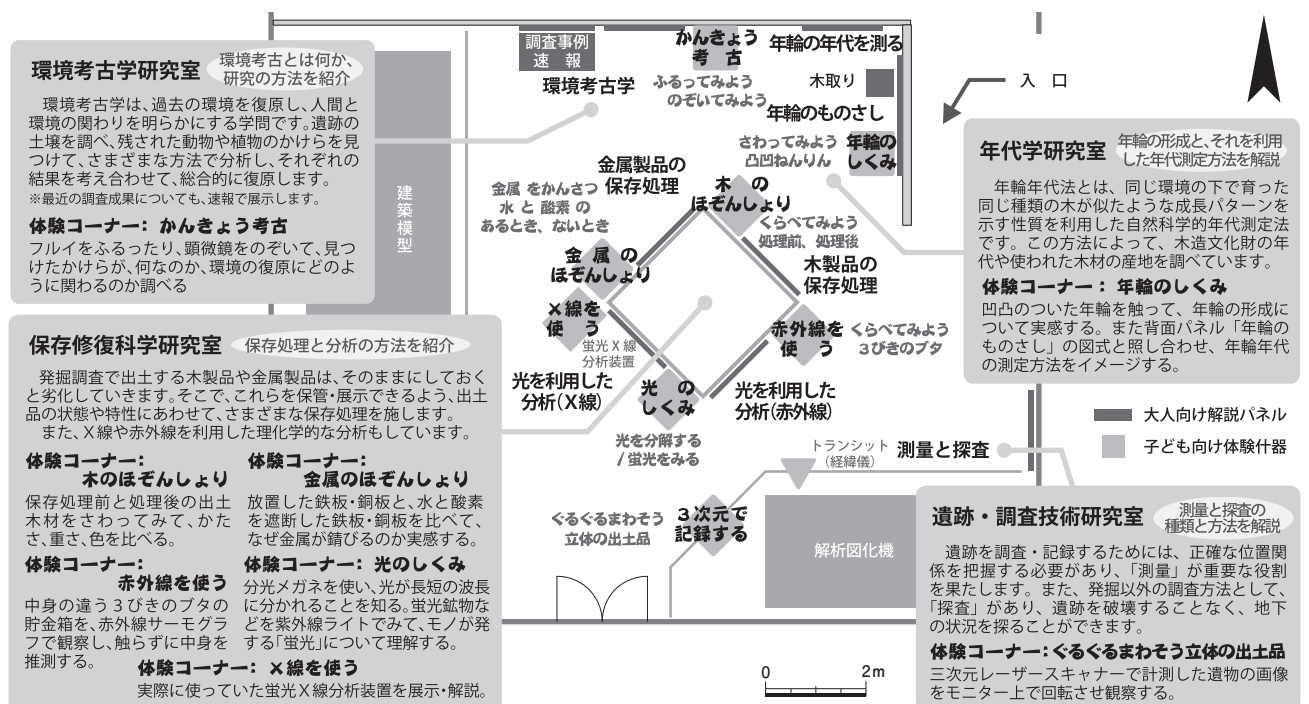 環境考古学研究室
環境考古とは何か、
研究の方法を紹介
環境考古学は、過去の環境を復原し、人間と
環境の関わりを明らかにする学問です。遺跡の
土壌を調べ、残された動物や植物のかけらを見
つけて、さまざまな方法で分析し、それぞれの
結果を考え合わせて、総合的に復原します。
※最近の調査成果についても、速報で展示します。
体験コーナー： かんきょう考古
フルイをふるったり、顕微鏡をのぞいて、見つ
けたかけらが、何なのか、環境の復原にどのよ
うに関わるのか調べる
建築模型
調査事例
速　報
環境考古学
かんきょう
考　古
ふるってみよう
のぞいてみよう
年輪の年代を測る
木取り
年輪のものさし
さわってみよう
凸凹ねんりん
年輪の
しくみ
入　口
年代学研究室
年輪の形成と、それを利用
した年代測定方法を解説
年輪年代法とは、同じ環境の下で育った
同じ種類の木が似たような成長パターンを
示す性質を利用した自然科学的年代測定法
です。この方法によって、木造文化財の年
代や使われた木材の産地を調べています。
体験コーナー： 年輪のしくみ
凹凸のついた年輪を触って、年輪の形成に
ついて実感する。また背面パネル「年輪の
ものさし」の図式と照し合わせ、年輪年代
の測定方法をイメージする。
金属製品の
保存処理
金属 をかんさつ
水 と 酸素 の
あるとき、ないとき
木　の
ほぞんしょり
くらべてみよう
処理前、処理後
木製品の
保存処理
金　属　の
ほぞんしょり
X線を
使　う
蛍光X線
分析装置
光を利用した
分析（X線）
光　の
しくみ
光を分解する
/ 蛍光をみる
赤外線を
使　う
くらべてみよう
3びきのブタ
光を利用した
分析（赤外線）
保存修復科学研究室
保存処理と分析の方法を紹介
発掘調査で出土する木製品や金属製品は、そのままにしておく
と劣化していきます。そこで、これらを保管・展示できるよう、出土
品の状態や特性にあわせて、さまざまな保存処理を施します。
また、X線や赤外線を利用した理化学的な分析もしています。
体験コーナー：
木のほぞんしょり
保存処理前と処理後の出土
木材をさわってみて、かた
さ、重さ、色を比べる。
体験コーナー：
金属のほぞんしょり
放置した鉄板・銅板と、水と酸素
を遮断した鉄板・銅板を比べて、
なぜ金属が錆びるのか実感する。
体験コーナー：
赤外線を使う
中身の違う3びきのブタの
貯金箱を、赤外線サーモグラ
フで観察し、触らずに中身を
推測する。
体験コーナー： 光のしくみ
分光メガネを使い、光が長短の波長
に分かれることを知る。蛍光鉱物な
どを紫外線ライトでみて、モノが発
する「蛍光」について理解する。
体験コーナー： X線を使う
実際に使っていた蛍光X線分析装置を展示・解説。
大人向け解説パネル
子ども向け体験什器
トランシット
（経緯儀）
測量と探査
ぐるぐるまわそう
立体の出土品
3次元で
記録する
解析図化機
遺跡・調査技術研究室
測量と探査の
種類と方法を解説
遺跡を調査・記録するためには、正確な位置関
係を把握する必要があり、「測量」が重要な役割
を果たします。また、発掘以外の調査方法として、
「探査」があり、遺跡を破壊することなく、地下
の状況を探ることができます。
体験コーナー：ぐるぐるまわそう立体の出土品
三次元レーザースキャナーで計測した遺物の画像
をモニター上で回転させ観察する。
0　2m